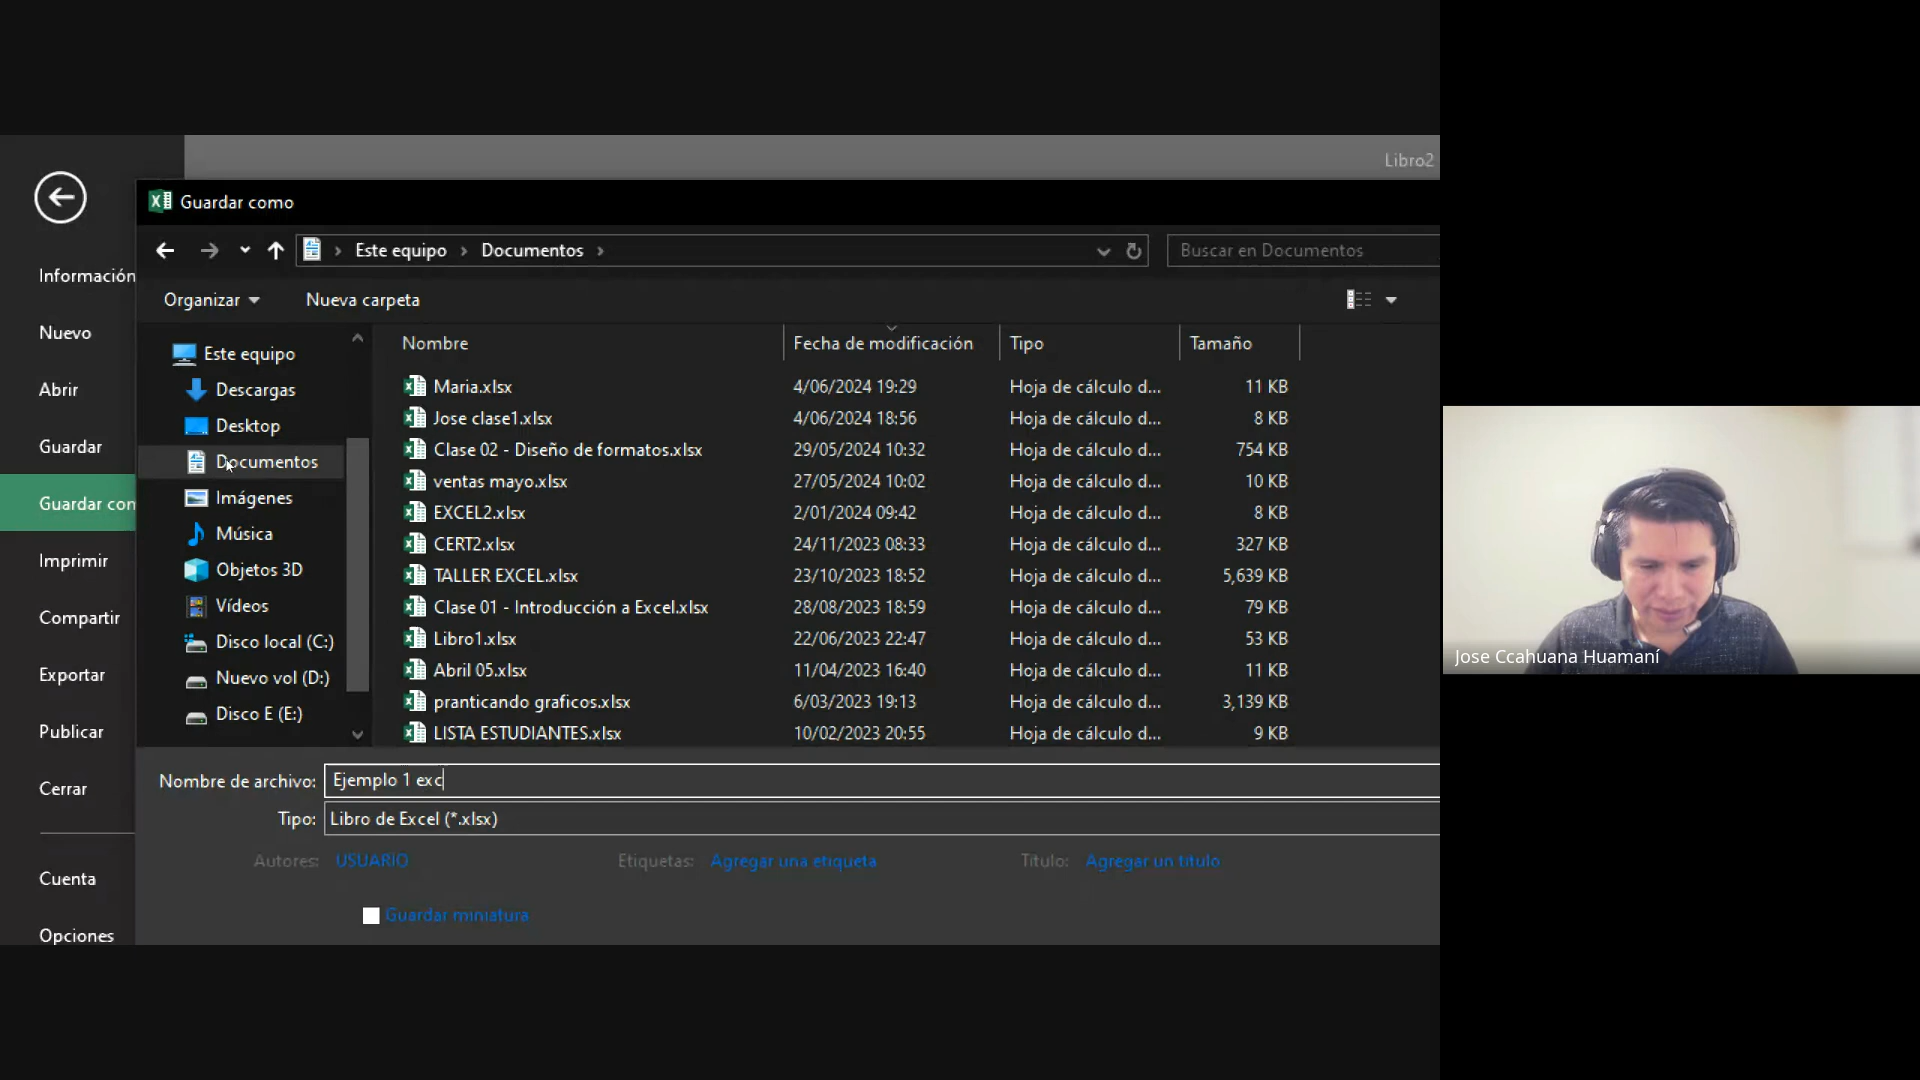 Libro2
Guardar como
Este equipo > Documentos >
Buscar en Documentos
Organizar
Nueva carpeta
Información
Nuevo
Abrir
Guardar
Guardar con
Imprimir
Compartir
Exportar
Publicar
Cerrar
Cuenta
Opciones
Este equipo
Descargas
Desktop
Documentos
Imágenes
Música
Objetos 3D
Vídeos
Disco local (C:)
Nuevo vol (D:)
Disco E (E:)
Nombre Fecha de modificación Tipo Tamaño
Maria.xlsx 4/06/2024 19:29 Hoja de cálculo d... 11 KB
Jose clase1.xlsx 4/06/2024 18:56 Hoja de cálculo d... 8 KB
Clase 02 - Diseño de formatos.xlsx 29/05/2024 10:32 Hoja de cálculo d... 754 KB
ventas mayo.xlsx 27/05/2024 10:02 Hoja de cálculo d... 10 KB
EXCEL2.xlsx 2/01/2024 09:42 Hoja de cálculo d... 8 KB
CERT2.xlsx 24/11/2023 08:33 Hoja de cálculo d... 327 KB
TALLER EXCEL.xlsx 23/10/2023 18:52 Hoja de cálculo d... 5,639 KB
Clase 01 - Introducción a Excel.xlsx 28/08/2023 18:59 Hoja de cálculo d... 79 KB
Libro1.xlsx 22/06/2023 22:47 Hoja de cálculo d... 53 KB
Abril 05.xlsx 11/04/2023 16:40 Hoja de cálculo d... 11 KB
pranticando graficos.xlsx 6/03/2023 19:13 Hoja de cálculo d... 3,139 KB
LISTA ESTUDIANTES.xlsx 10/02/2023 20:55 Hoja de cálculo d... 9 KB
Nombre de archivo: Ejemplo 1 exc
Tipo: Libro de Excel (*.xlsx)
Autores: USUARIO Etiquetas: Agregar una etiqueta Título: Agregar un título
Guardar miniatura
Jose Ccahuana Huamaní